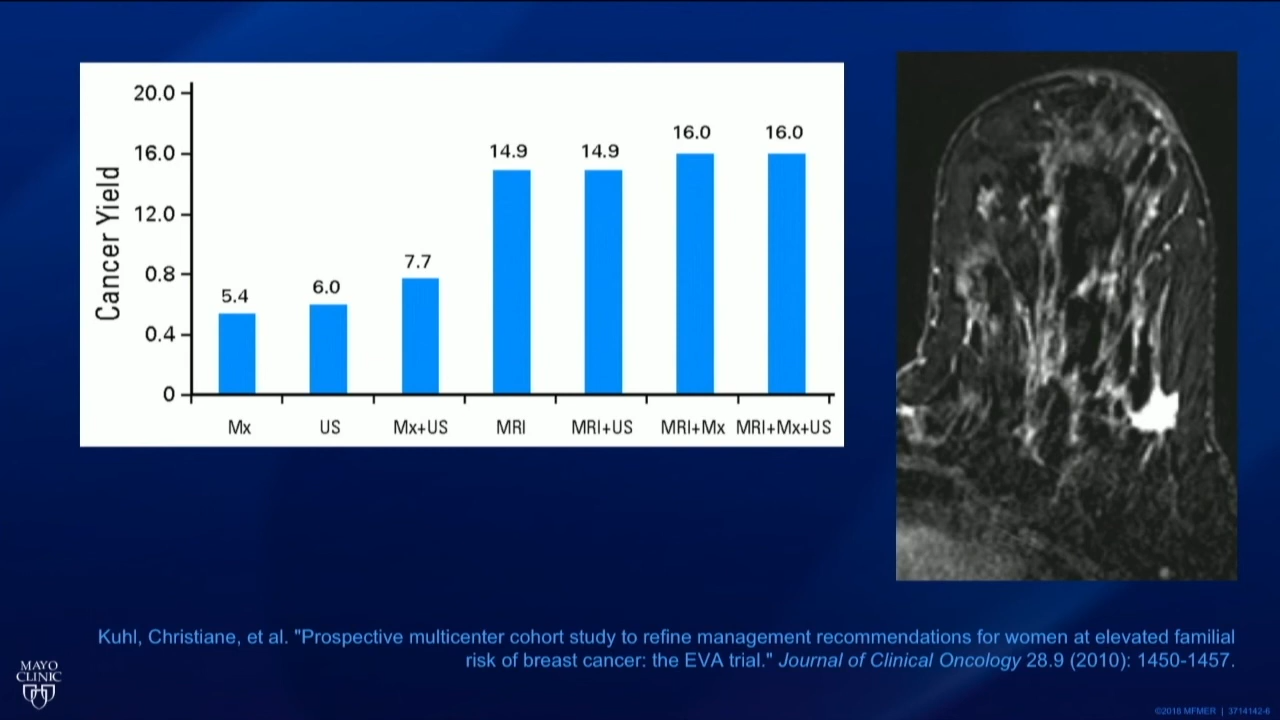 20.0
16.0
12.0
0.8
0.4
0
Cancer Yield
5.4
6.0
7.7
14.9
14.9
16.0
16.0
Mx
US
Mx+US
MRI
MRI+US
MRI+Mx
MRI+Mx+US
Kuhl, Christiane, et al. "Prospective multicenter cohort study to refine management recommendations for women at elevated familial
risk of breast cancer: the EVA trial." Journal of Clinical Oncology 28.9 (2010): 1450-1457.
MAYO
CLINIC
©2018 MFMER | 3714142-6